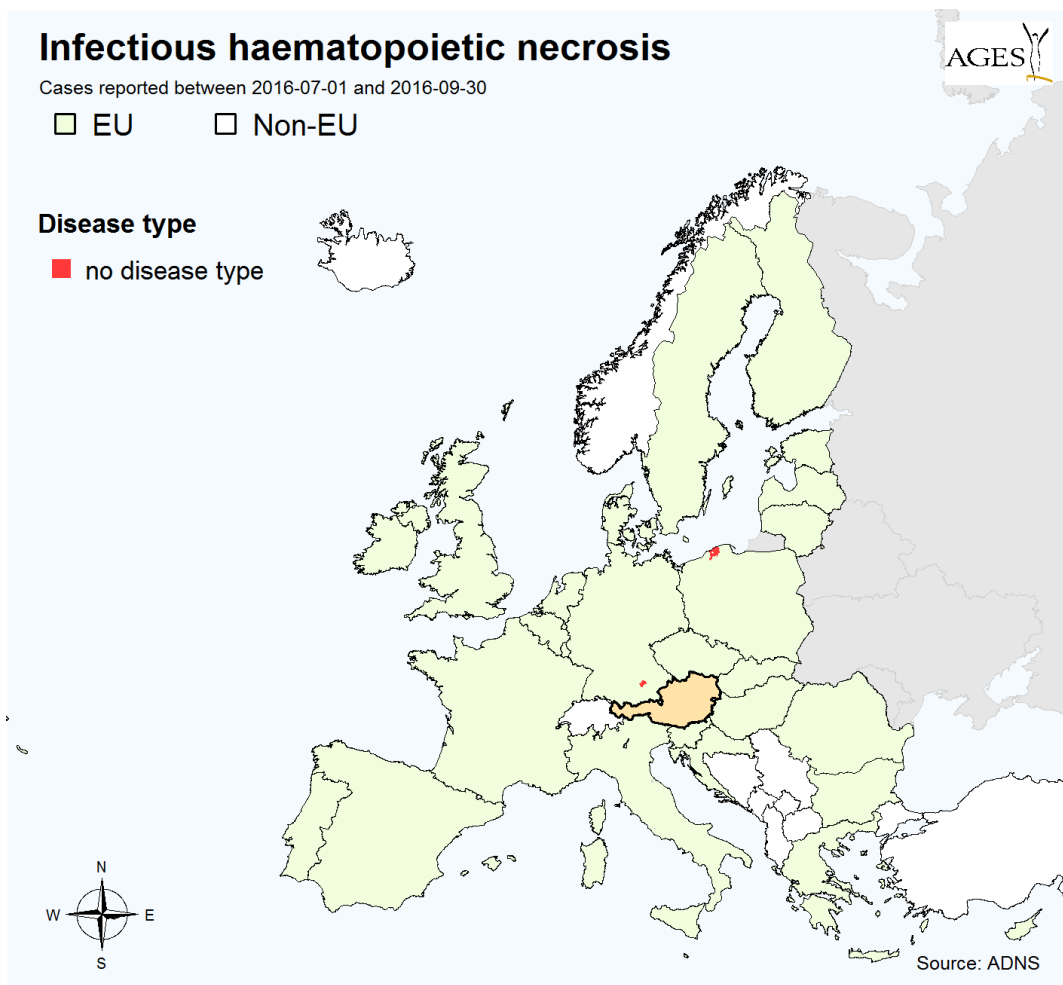 Infectious haematopoietic necrosis
Cases reported between 2016-07-01 and 2016-09-30
EU Non-EU
AGES
Disease type
no disease type
N
W E
S
Source: ADNS